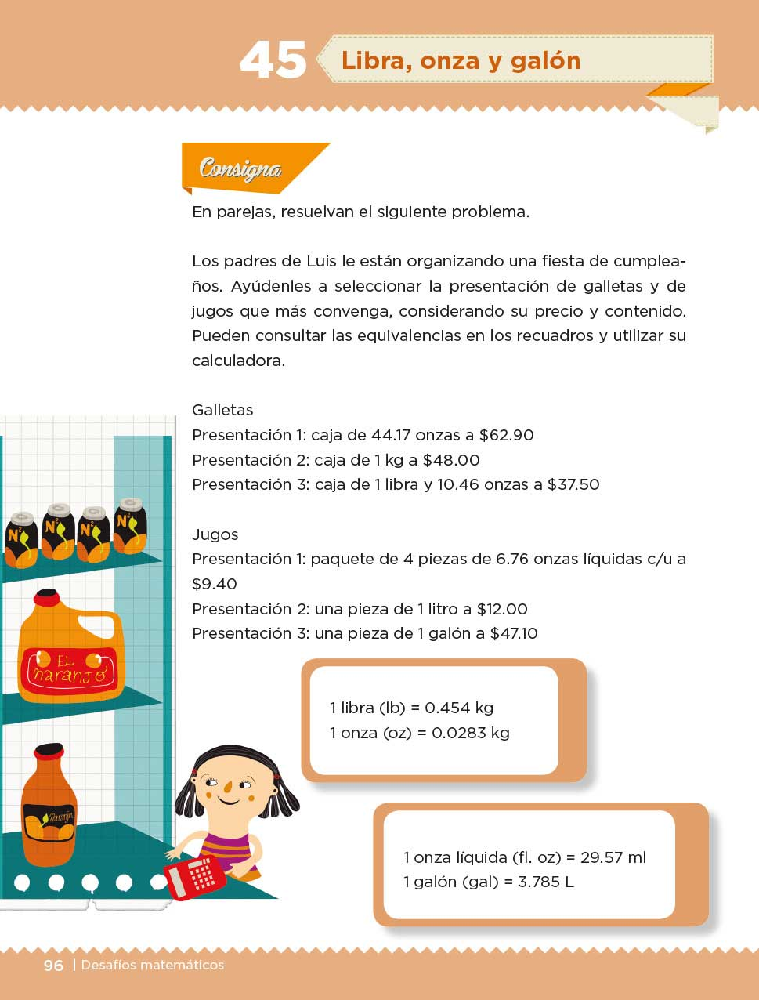 45
Libra, onza y galón
Consigna
En parejas, resuelvan el siguiente problema.
Los padres de Luis le están organizando una fiesta de cumplea-
ños. Ayúdenles a seleccionar la presentación de galletas y de
jugos que más convenga, considerando su precio y contenido.
Pueden consultar las equivalencias en los recuadros y utilizar su
calculadora.
Galletas
Presentación 1: caja de 44.17 onzas a $62.90
Presentación 2: caja de 1 kg a $48.00
Presentación 3: caja de 1 libra y 10.46 onzas a $37.50
Jugos
Presentación 1: paquete de 4 piezas de 6.76 onzas líquidas c/u a
$9.40
Presentación 2: una pieza de 1 litro a $12.00
Presentación 3: una pieza de 1 galón a $47.10
N2
N2
N2
N2
EL
naranjo
Naranjin
1 libra (lb) = 0.454 kg
1 onza (oz) = 0.0283 kg
1 onza líquida (fl. oz) = 29.57 ml
1 galón (gal) = 3.785 L
96 | Desafíos matemáticos